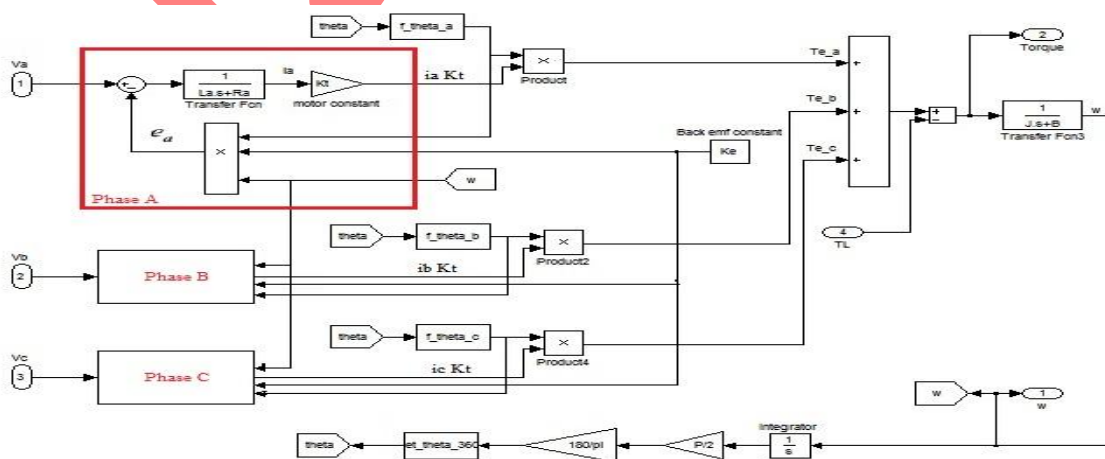 theta
f_theta_a
Va
1
+-
1
La.s+Ra
Transfer Fcn
Ia
Kt
motor constant
ia Kt
×
Product
e_a
×
Phase A
w
Back emf constant
Ke
Te_a
+
Te_b
+
Te_c
+
+
-
2
Torque
1
J.s+B
Transfer Fcn3
w
4
TL
theta
f_theta_b
×
Product2
Vb
2
Phase B
ib Kt
theta
f_theta_c
×
Product4
Vc
3
Phase C
ic Kt
w
1
w
theta
et_theta_360
180/pi
P/2
Integrator
1
s